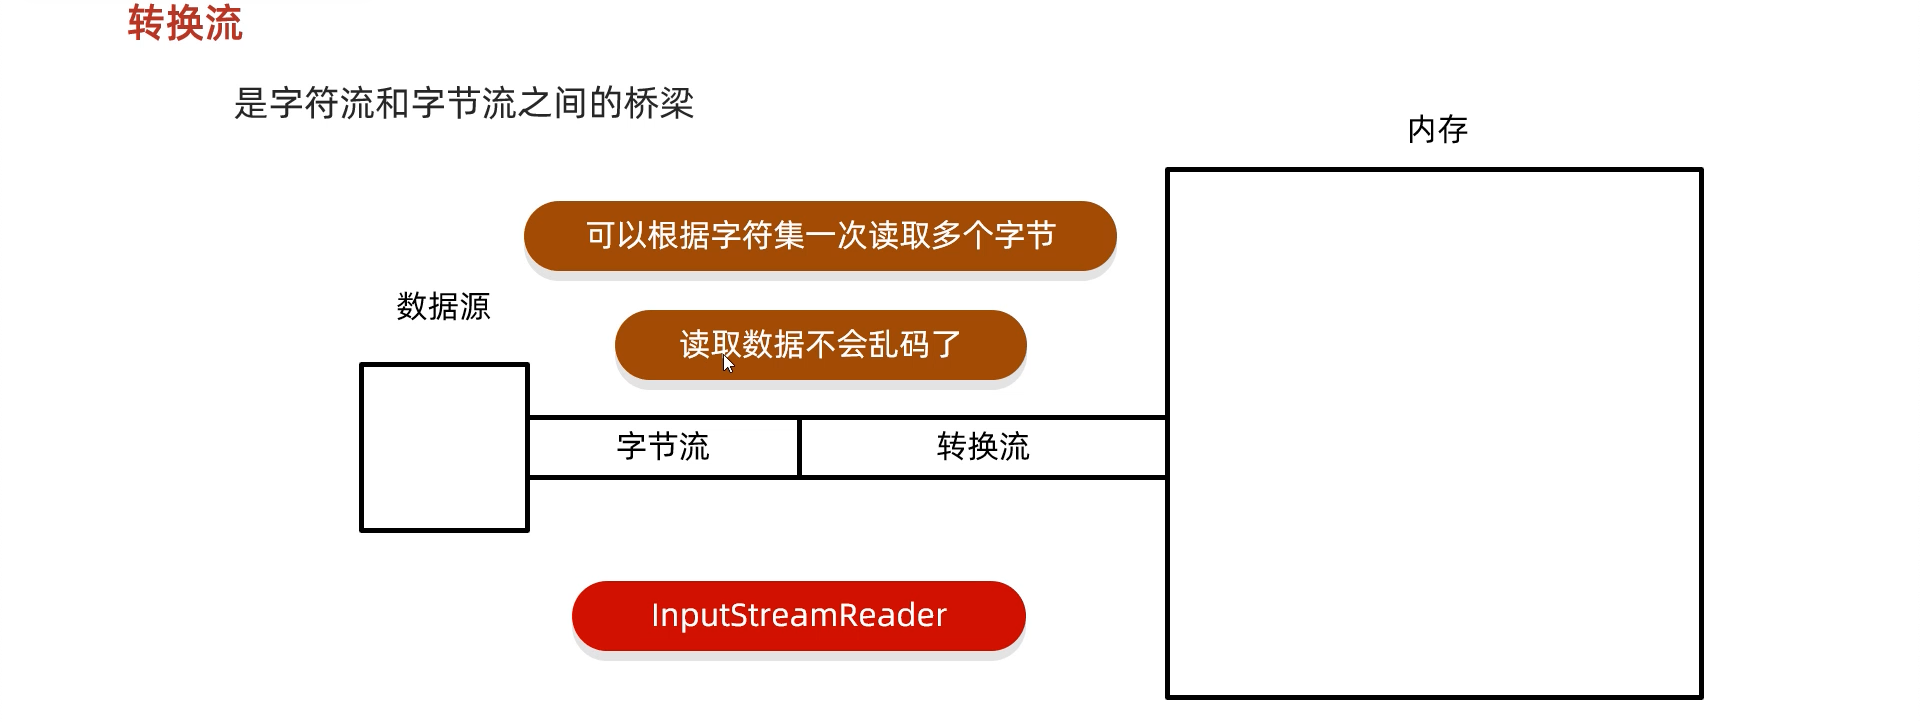 转换流
是字符流和字节流之间的桥梁
内存
可以根据字符集一次读取多个字节
数据源
读取数据不会乱码了
字节流
转换流
InputStreamReader